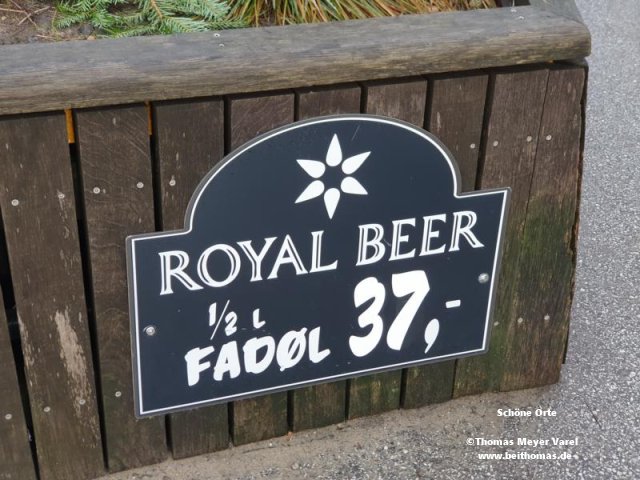 ROYAL BEER
1/2 L
FADØL 37,-
Schöne Orte
©Thomas Meyer Varel
www.beithomas.de